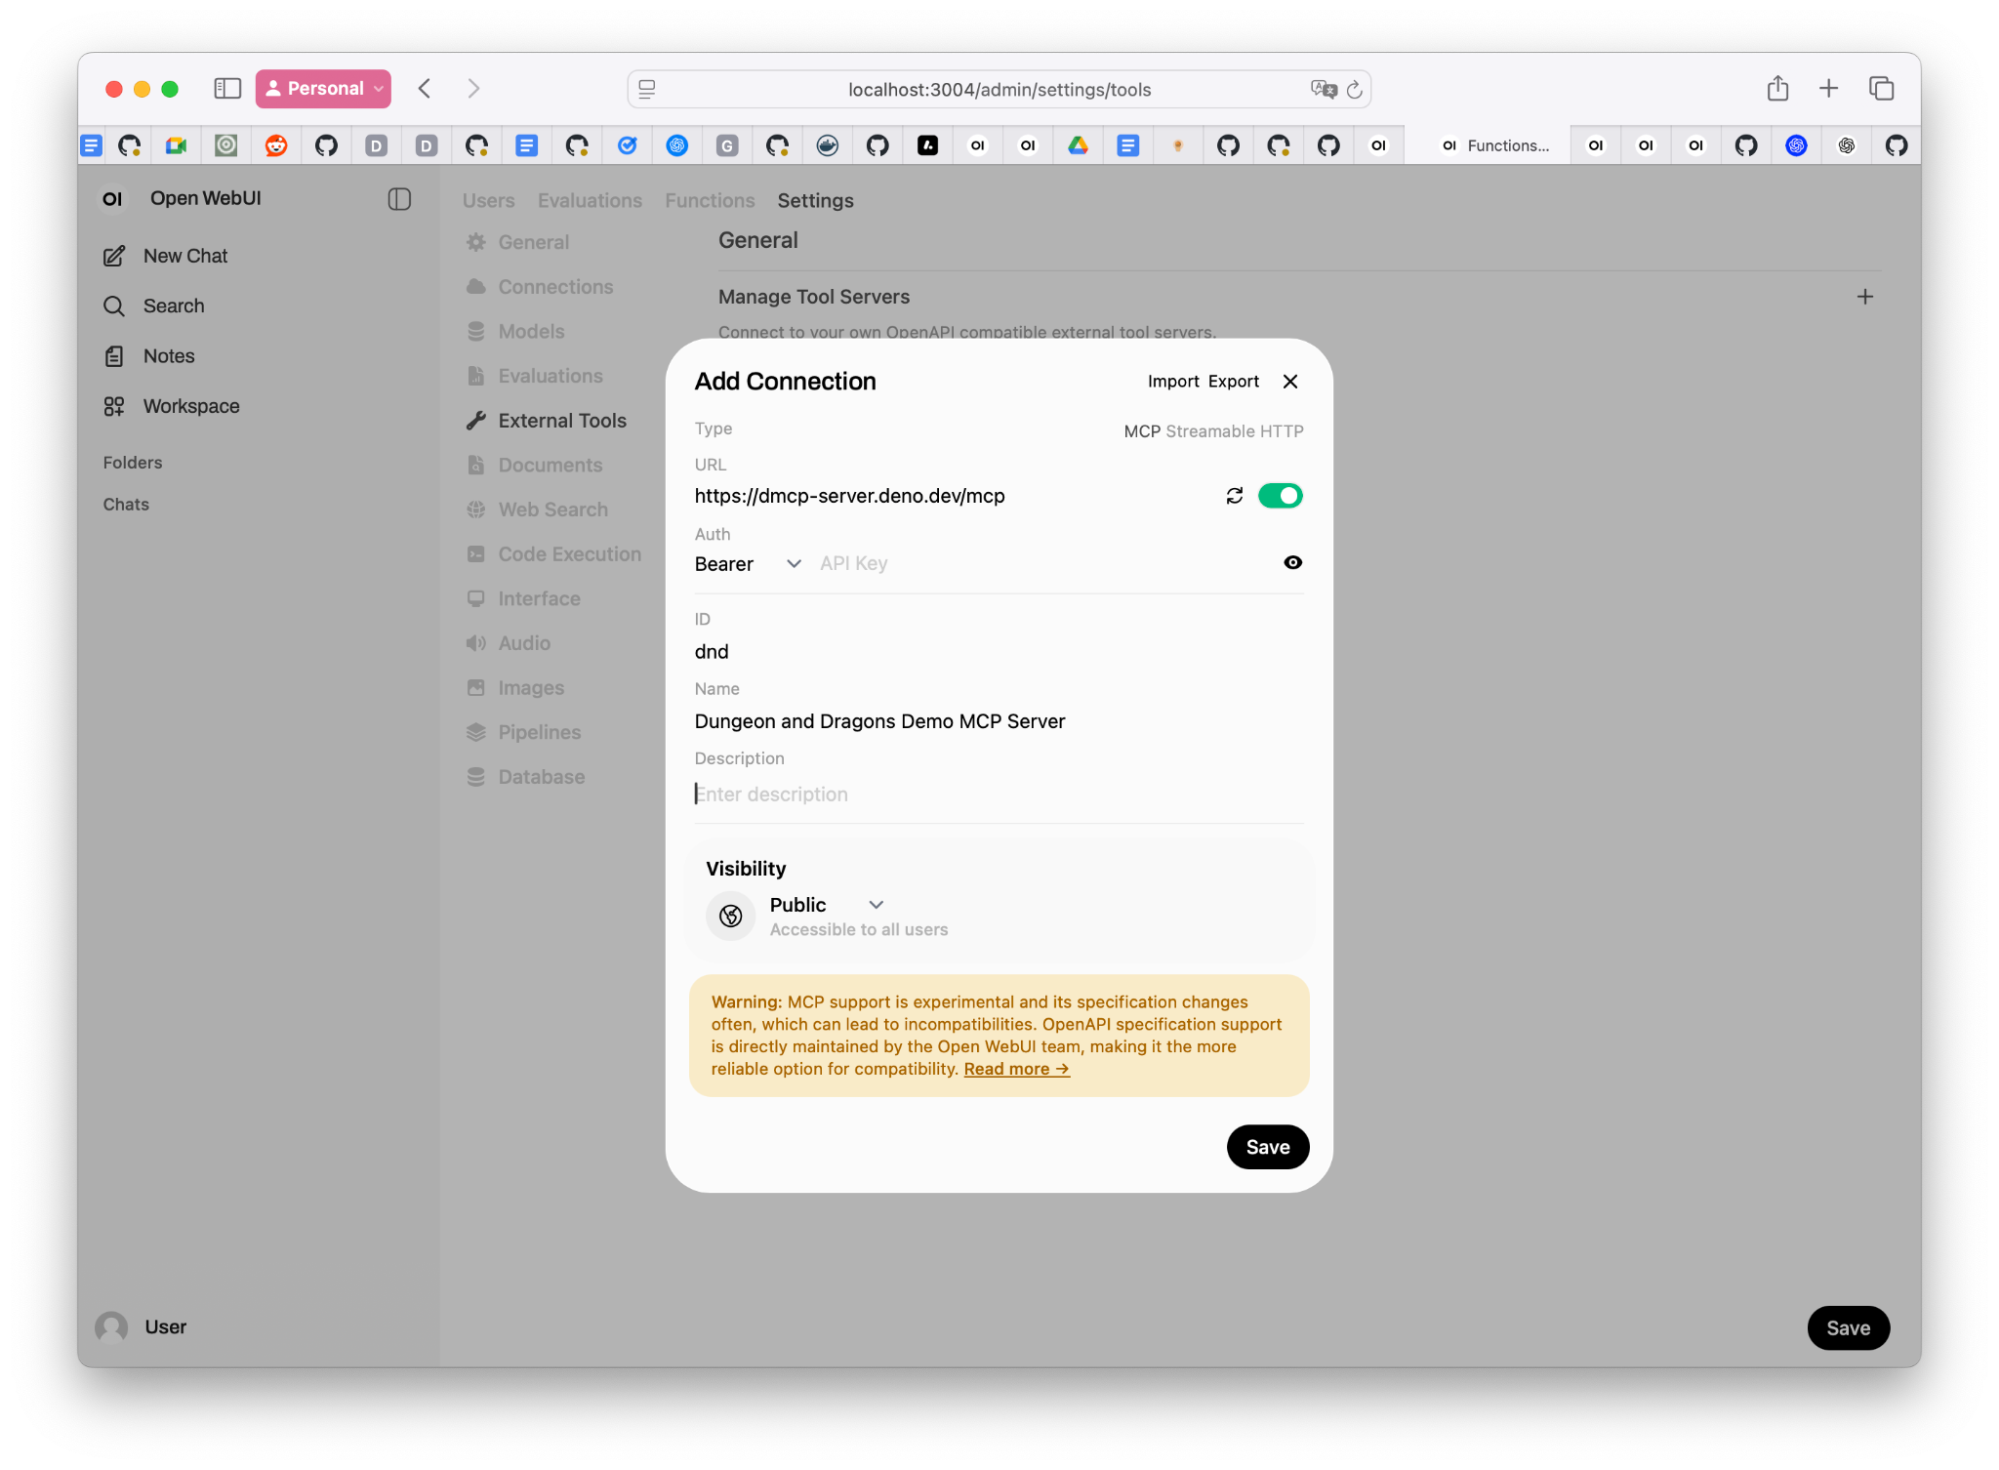 Personal
localhost:3004/admin/settings/tools
D
D
G
OI
OI
OI
OI Functions...
OI
OI
OI
OI Open WebUI
New Chat
Search
Notes
Workspace
Folders
Chats
User
Users Evaluations Functions Settings
General
Connections
Models
Evaluations
External Tools
Documents
Web Search
Code Execution
Interface
Audio
Images
Pipelines
Database
General
Manage Tool Servers
Connect to your own OpenAPI compatible external tool servers.
Add Connection Import Export
Type MCP Streamable HTTP
URL
https://dmcp-server.deno.dev/mcp
Auth
Bearer API Key
ID
dnd
Name
Dungeon and Dragons Demo MCP Server
Description
Enter description
Visibility
Public
Accessible to all users
Warning: MCP support is experimental and its specification changes
often, which can lead to incompatibilities. OpenAPI specification support
is directly maintained by the Open WebUI team, making it the more
reliable option for compatibility. Read more →
Save
Save